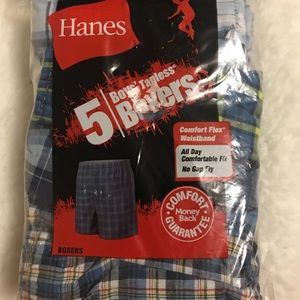 Hanes
5
Boys' Tagless
Boxers
Comfort Flex
Waistband
All Day
Comfortable Fit
No Gap Fly
COMFORT
Money
Back
GUARANTEE
BOXERS